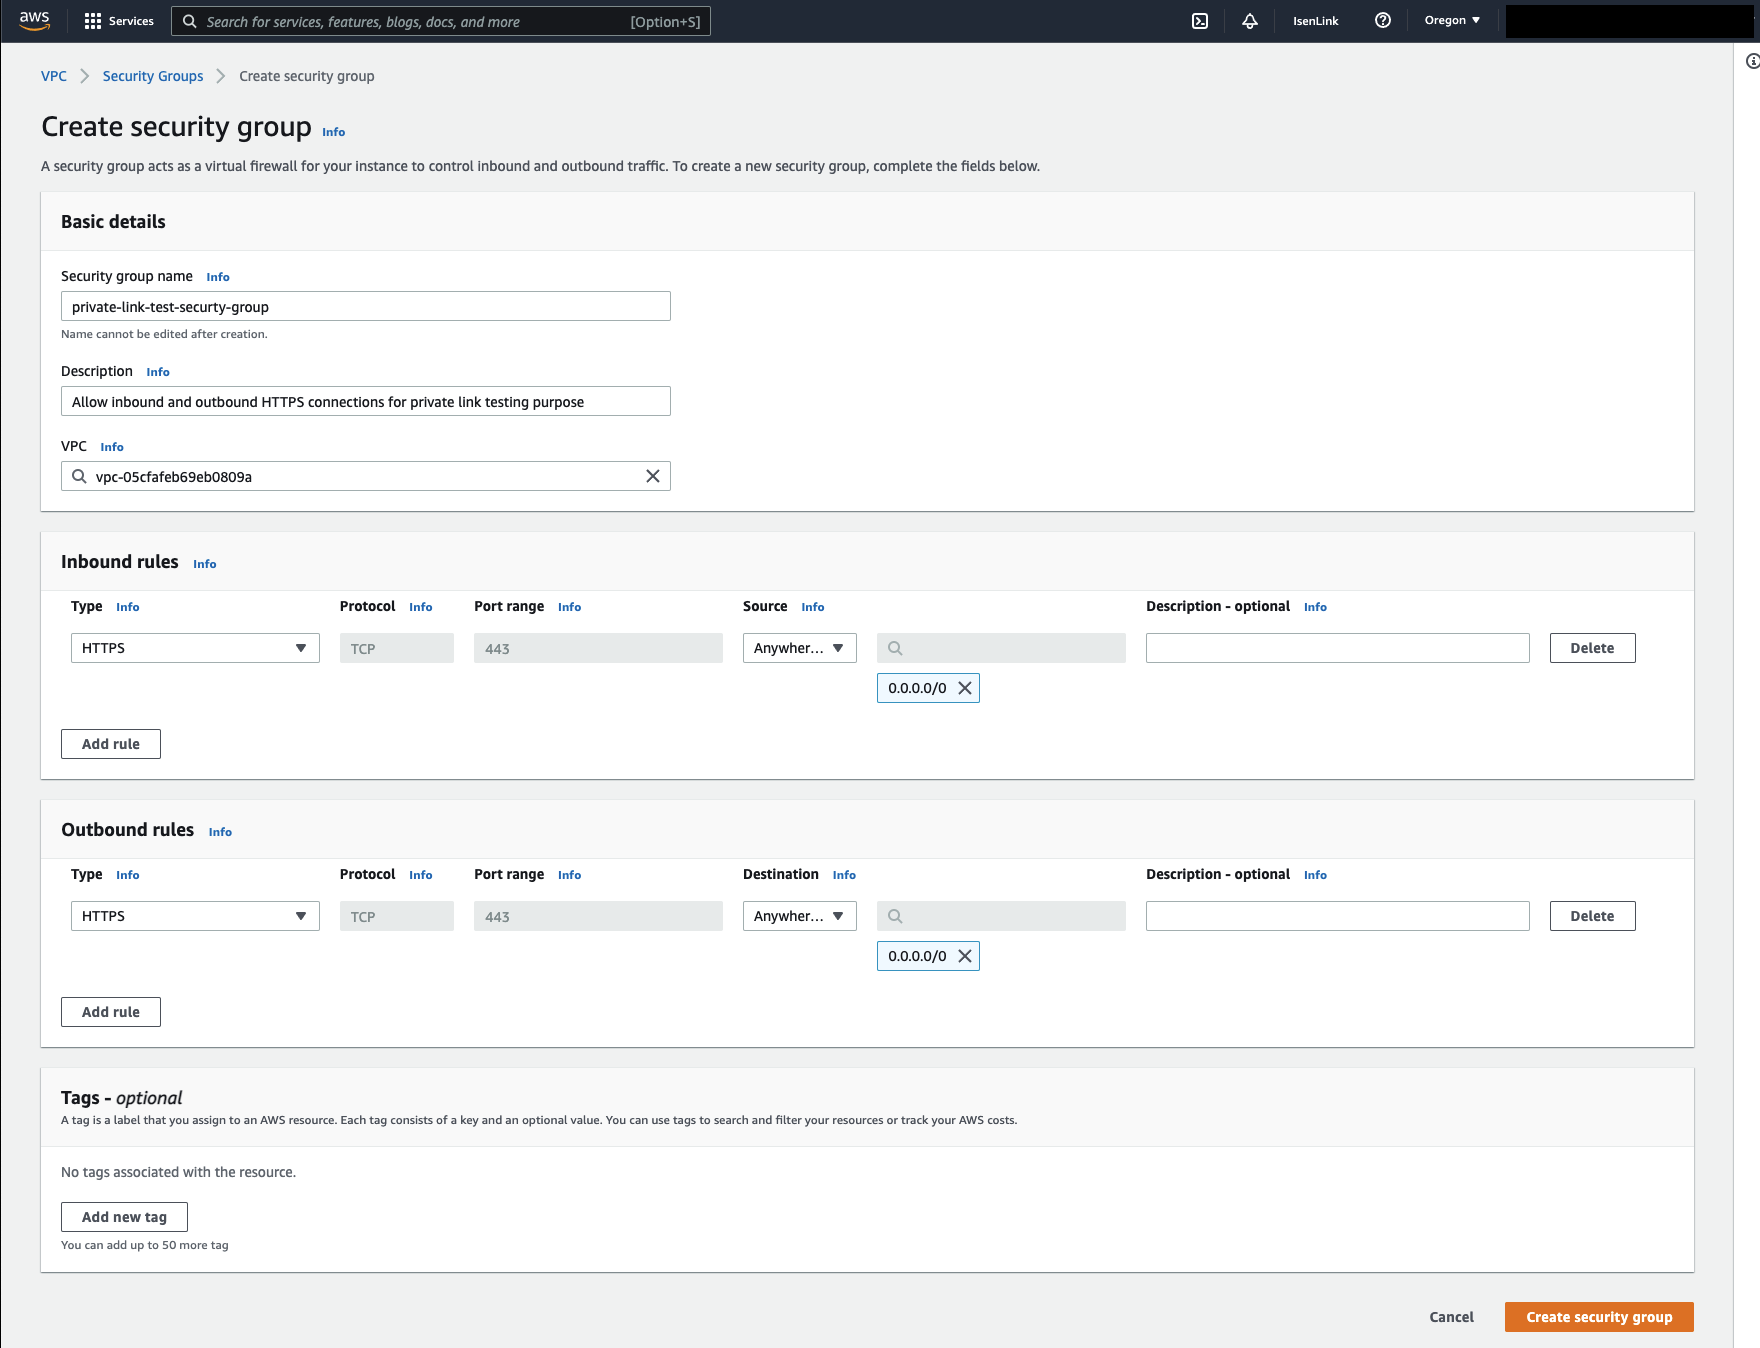 aws Services Search for services, features, blogs, docs, and more [Option+S] IsenLink Oregon
VPC Security Groups Create security group
Create security group Info
A security group acts as a virtual firewall for your instance to control inbound and outbound traffic. To create a new security group, complete the fields below.
Basic details
Security group name Info
private-link-test-securty-group
Name cannot be edited after creation.
Description Info
Allow inbound and outbound HTTPS connections for private link testing purpose
VPC Info
vpc-05cfafeb69eb0809a
Inbound rules Info
Type Info Protocol Info Port range Info Source Info Description - optional Info
HTTPS TCP 443 Anywher... Delete
0.0.0.0/0
Add rule
Outbound rules Info
Type Info Protocol Info Port range Info Destination Info Description - optional Info
HTTPS TCP 443 Anywher... Delete
0.0.0.0/0
Add rule
Tags - optional
A tag is a label that you assign to an AWS resource. Each tag consists of a key and an optional value. You can use tags to search and filter your resources or track your AWS costs.
No tags associated with the resource.
Add new tag
You can add up to 50 more tag
Cancel Create security group